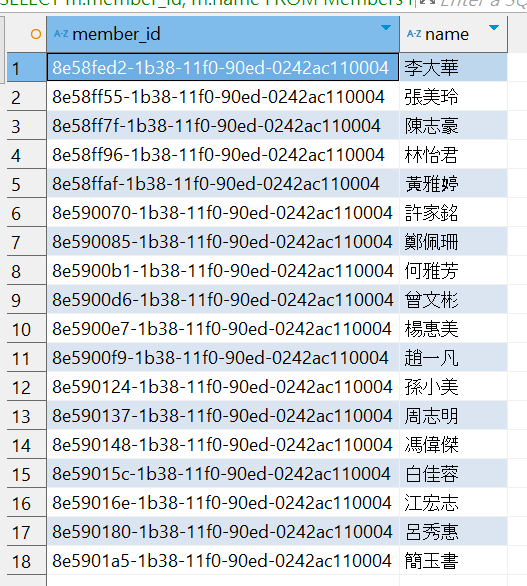 SELECT m.member_id, m.name FROM Members
Enter a SQ
A-Z member_id A-Z name
1 8e58fed2-1b38-11f0-90ed-0242ac110004 李大華
2 8e58ff55-1b38-11f0-90ed-0242ac110004 張美玲
3 8e58ff7f-1b38-11f0-90ed-0242ac110004 陳志豪
4 8e58ff96-1b38-11f0-90ed-0242ac110004 林怡君
5 8e58ffaf-1b38-11f0-90ed-0242ac110004 黃雅婷
6 8e590070-1b38-11f0-90ed-0242ac110004 許家銘
7 8e590085-1b38-11f0-90ed-0242ac110004 鄭佩珊
8 8e5900b1-1b38-11f0-90ed-0242ac110004 何雅芳
9 8e5900d6-1b38-11f0-90ed-0242ac110004 曾文彬
10 8e5900e7-1b38-11f0-90ed-0242ac110004 楊惠美
11 8e5900f9-1b38-11f0-90ed-0242ac110004 趙一凡
12 8e590124-1b38-11f0-90ed-0242ac110004 孫小美
13 8e590137-1b38-11f0-90ed-0242ac110004 周志明
14 8e590148-1b38-11f0-90ed-0242ac110004 馮偉傑
15 8e59015c-1b38-11f0-90ed-0242ac110004 白佳蓉
16 8e59016e-1b38-11f0-90ed-0242ac110004 江宏志
17 8e590180-1b38-11f0-90ed-0242ac110004 呂秀惠
18 8e5901a5-1b38-11f0-90ed-0242ac110004 簡玉書